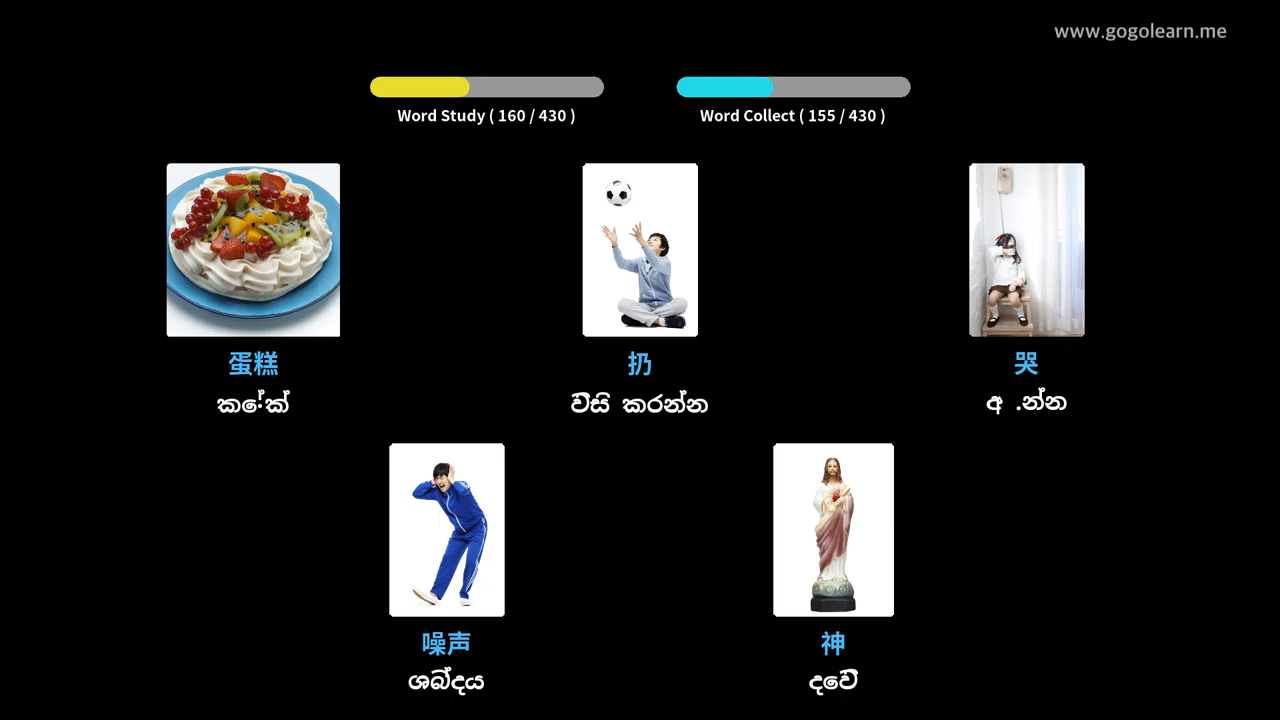 www.gogolearn.me
Word Study ( 160 / 430 )
Word Collect ( 155 / 430 )
蛋糕
කේක්
扔
වීසි කරන්න
哭
අ .න්න
噪声
ශබ්දය
神
දෙවි